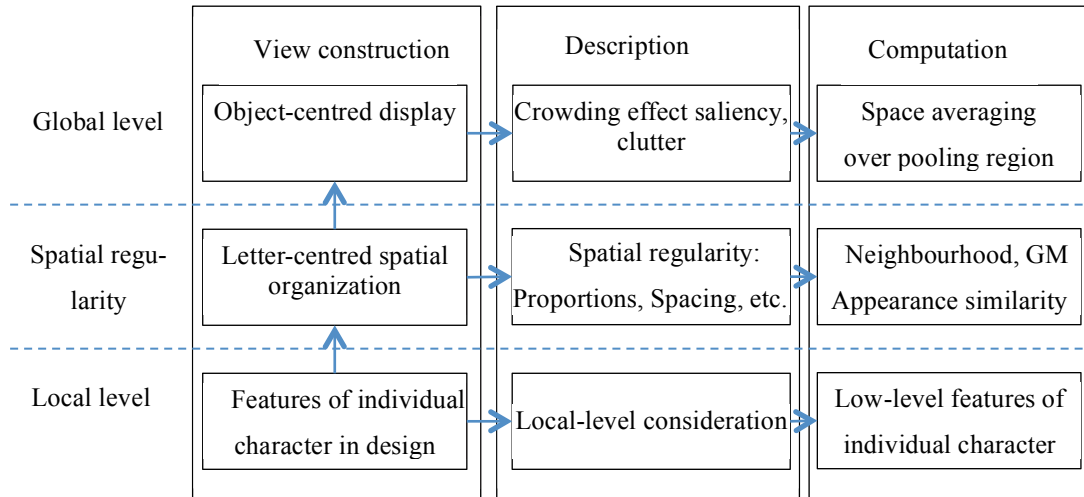 View construction
Description
Computation
Global level
Object-centred display
Crowding effect saliency,
clutter
Space averaging
over pooling region
Spatial regu-
larity
Letter-centred spatial
organization
Spatial regularity:
Proportions, Spacing, etc.
Neighbourhood, GM
Appearance similarity
Local level
Features of individual
character in design
Local-level consideration
Low-level features of
individual character